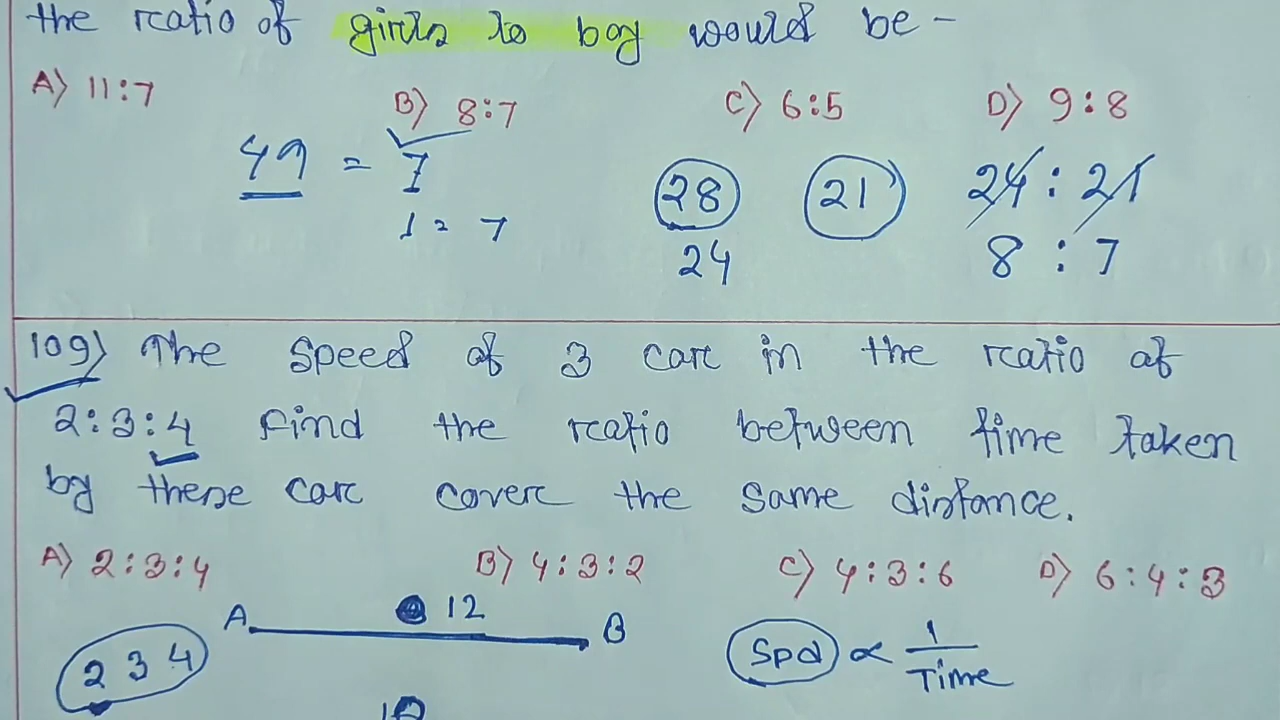 the ratio of girls to boy would be -
A) 11:7 B) 8:7 C) 6:5 D) 9:8
49 = 7 28 21 24 : 21
1 = 7 24 8 : 7
109) The speed of 3 car in the ratio of
2:3:4 Find the ratio between time taken
by these car cover the same distance.
A) 2:3:4 B) 4:3:2 C) 4:3:6 D) 6:4:3
A 12 B
2 3 4 Spd ∝ 1/Time